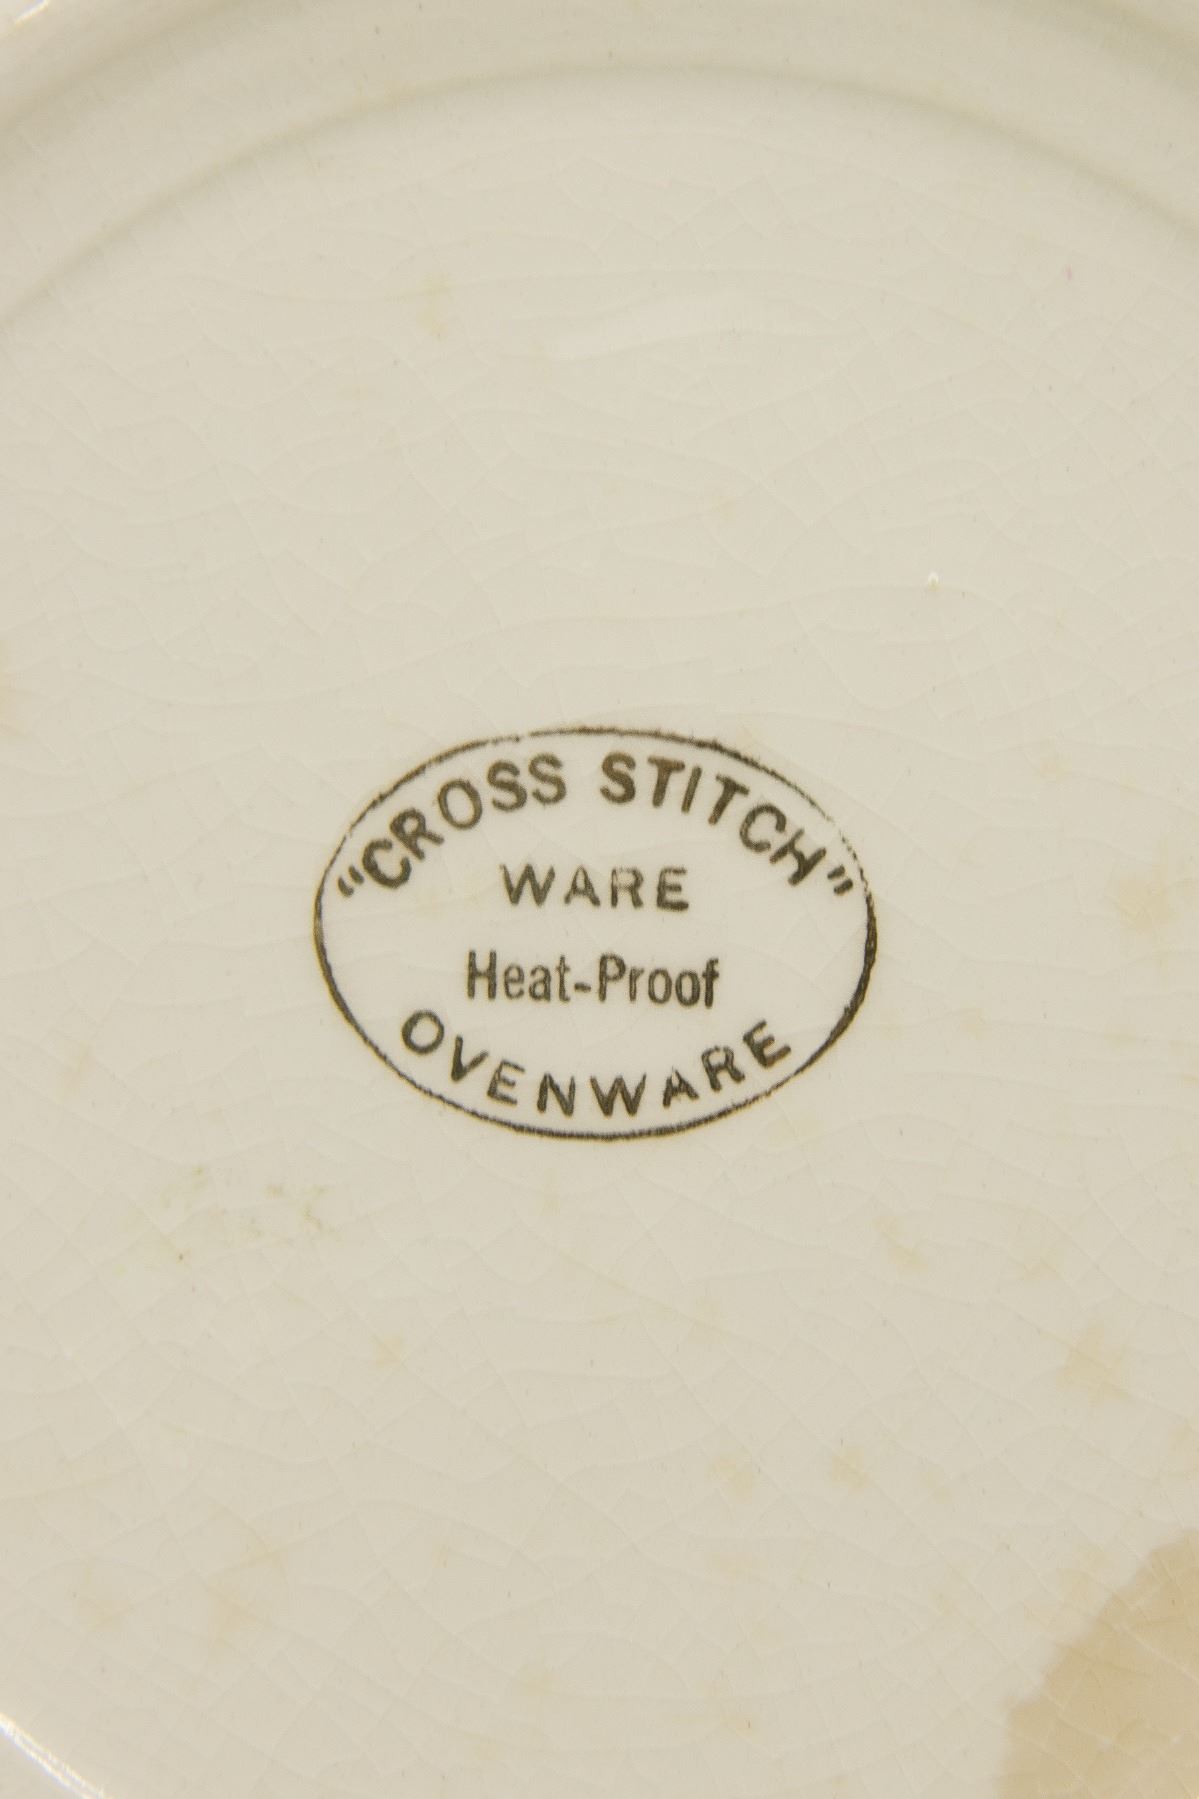 "CROSS STITCH"
WARE
Heat-Proof
OVENWARE